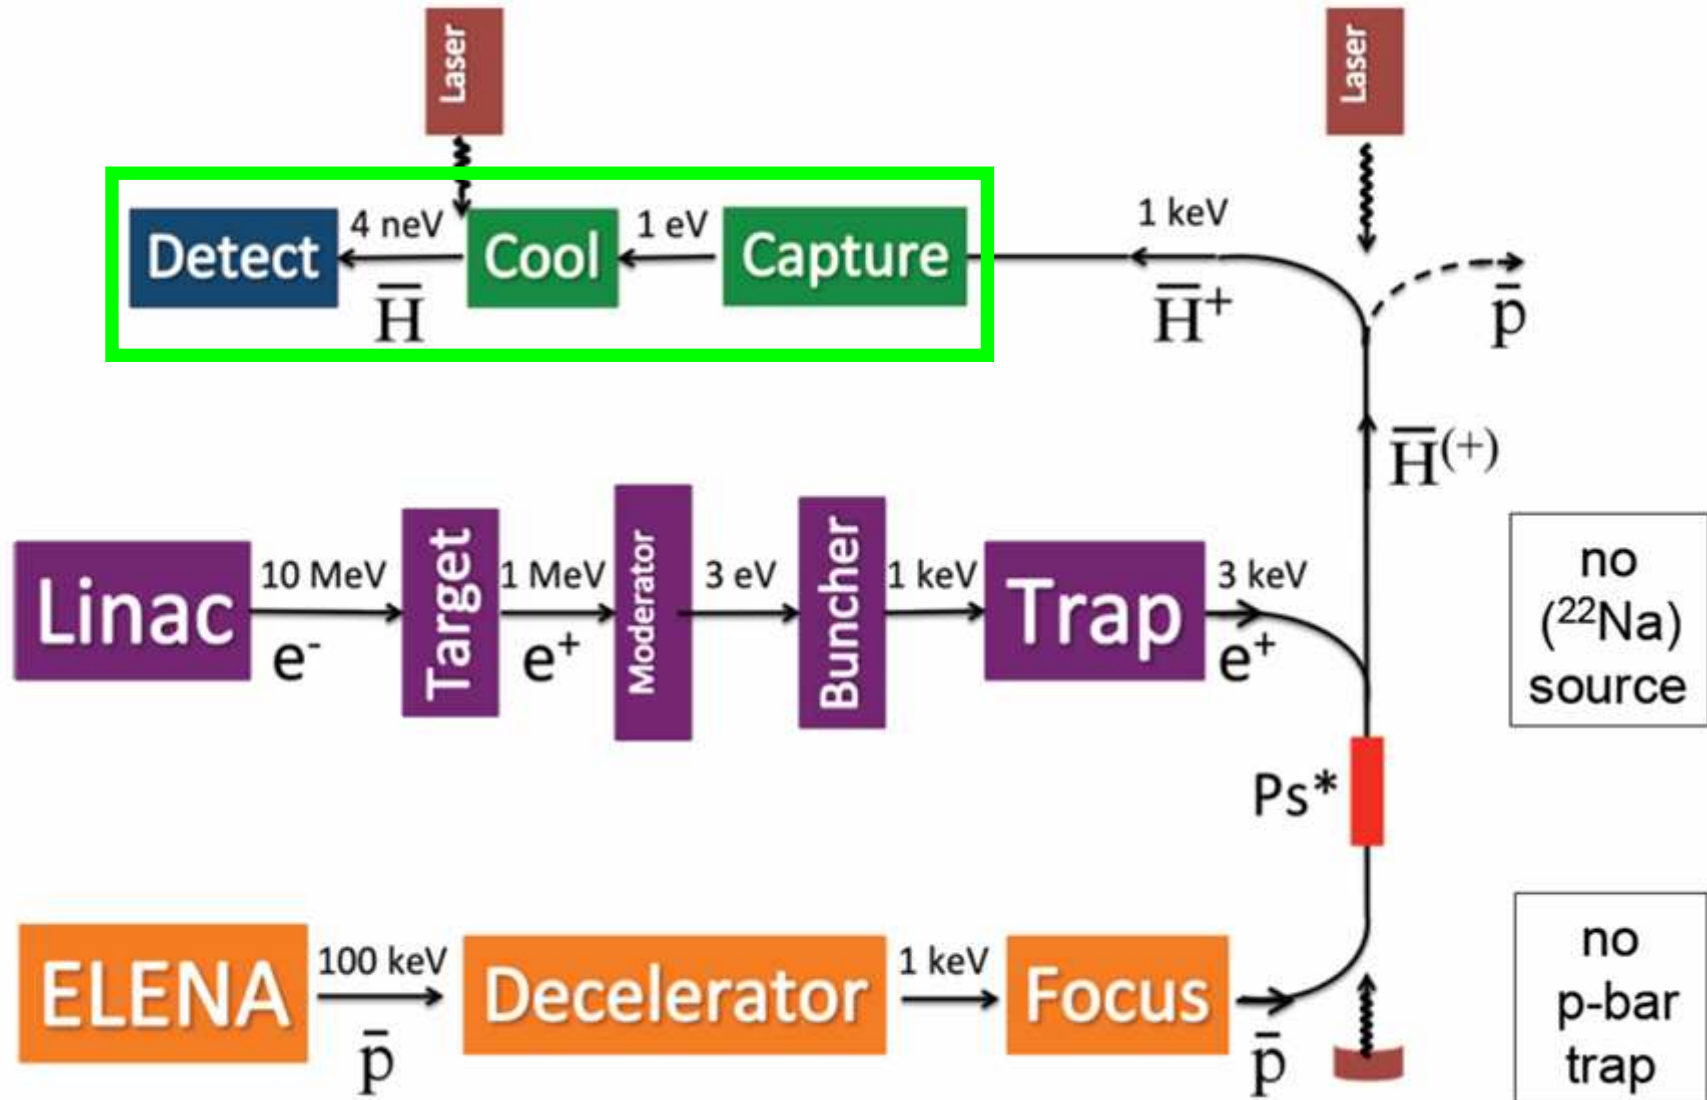 Laser
Laser
Detect
4 neV
H̅
Cool
1 eV
Capture
1 keV
H̅⁺
p̅
H̅⁽⁺⁾
Linac
10 MeV
e⁻
Target
1 MeV
e⁺
Moderator
3 eV
Buncher
1 keV
Trap
3 keV
e⁺
no
(²²Na)
source
Ps*
ELENA
100 keV
p̅
Decelerator
1 keV
Focus
p̅
no
p-bar
trap